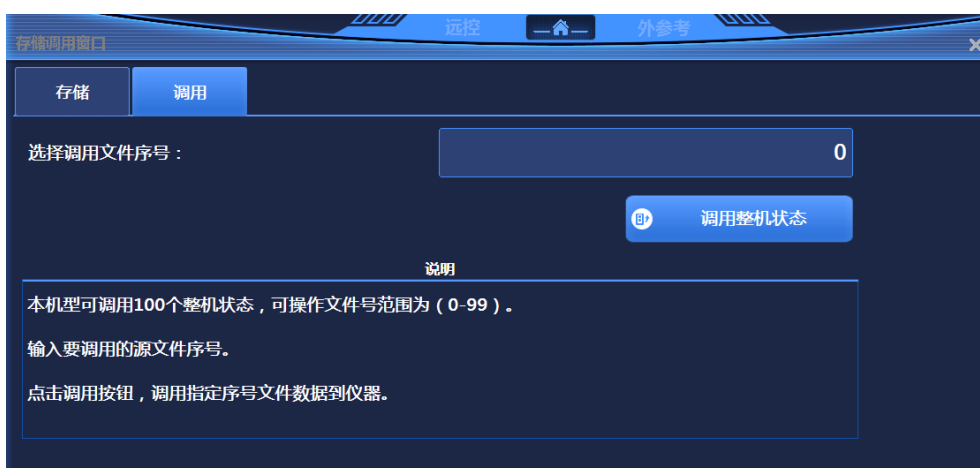 远控
外参考
存储调用窗口
存储
调用
选择调用文件序号：
0
调用整机状态
说明
本机型可调用100个整机状态，可操作文件号范围为（0-99）。
输入要调用的源文件序号。
点击调用按钮，调用指定序号文件数据到仪器。